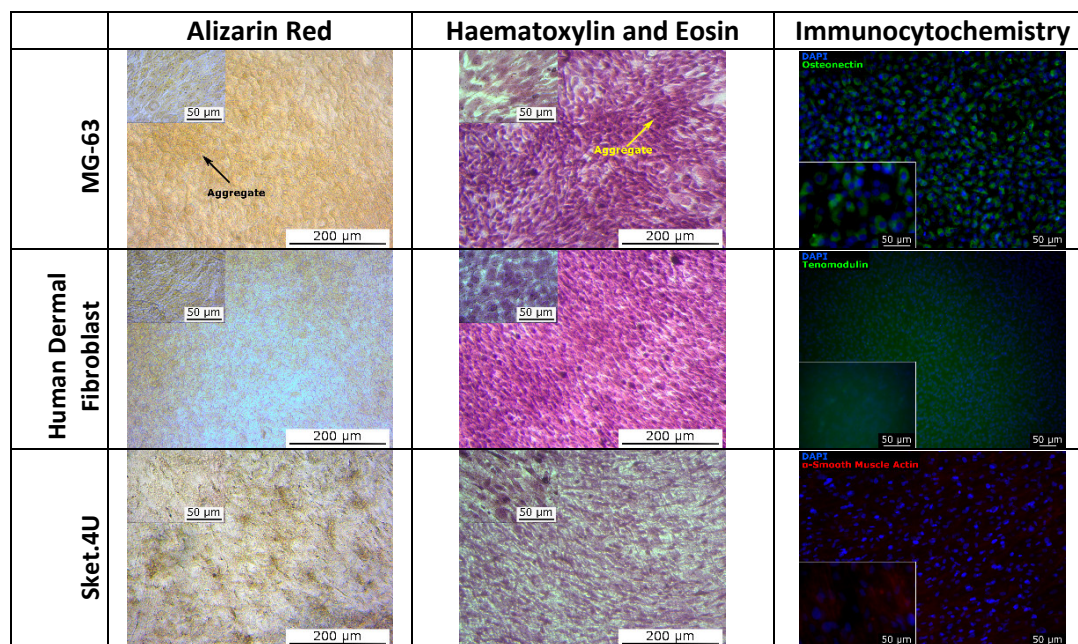 Alizarin Red
Haematoxylin and Eosin
Immunocytochemistry
MG-63
50 µm
Aggregate
200 µm
50 µm
Aggregate
200 µm
DAPI
Osteonectin
50 µm
50 µm
Human Dermal
Fibroblast
50 µm
200 µm
50 µm
200 µm
DAPI
Tenomodulin
50 µm
50 µm
Sket.4U
50 µm
200 µm
50 µm
200 µm
DAPI
α-Smooth Muscle Actin
50 µm
50 µm